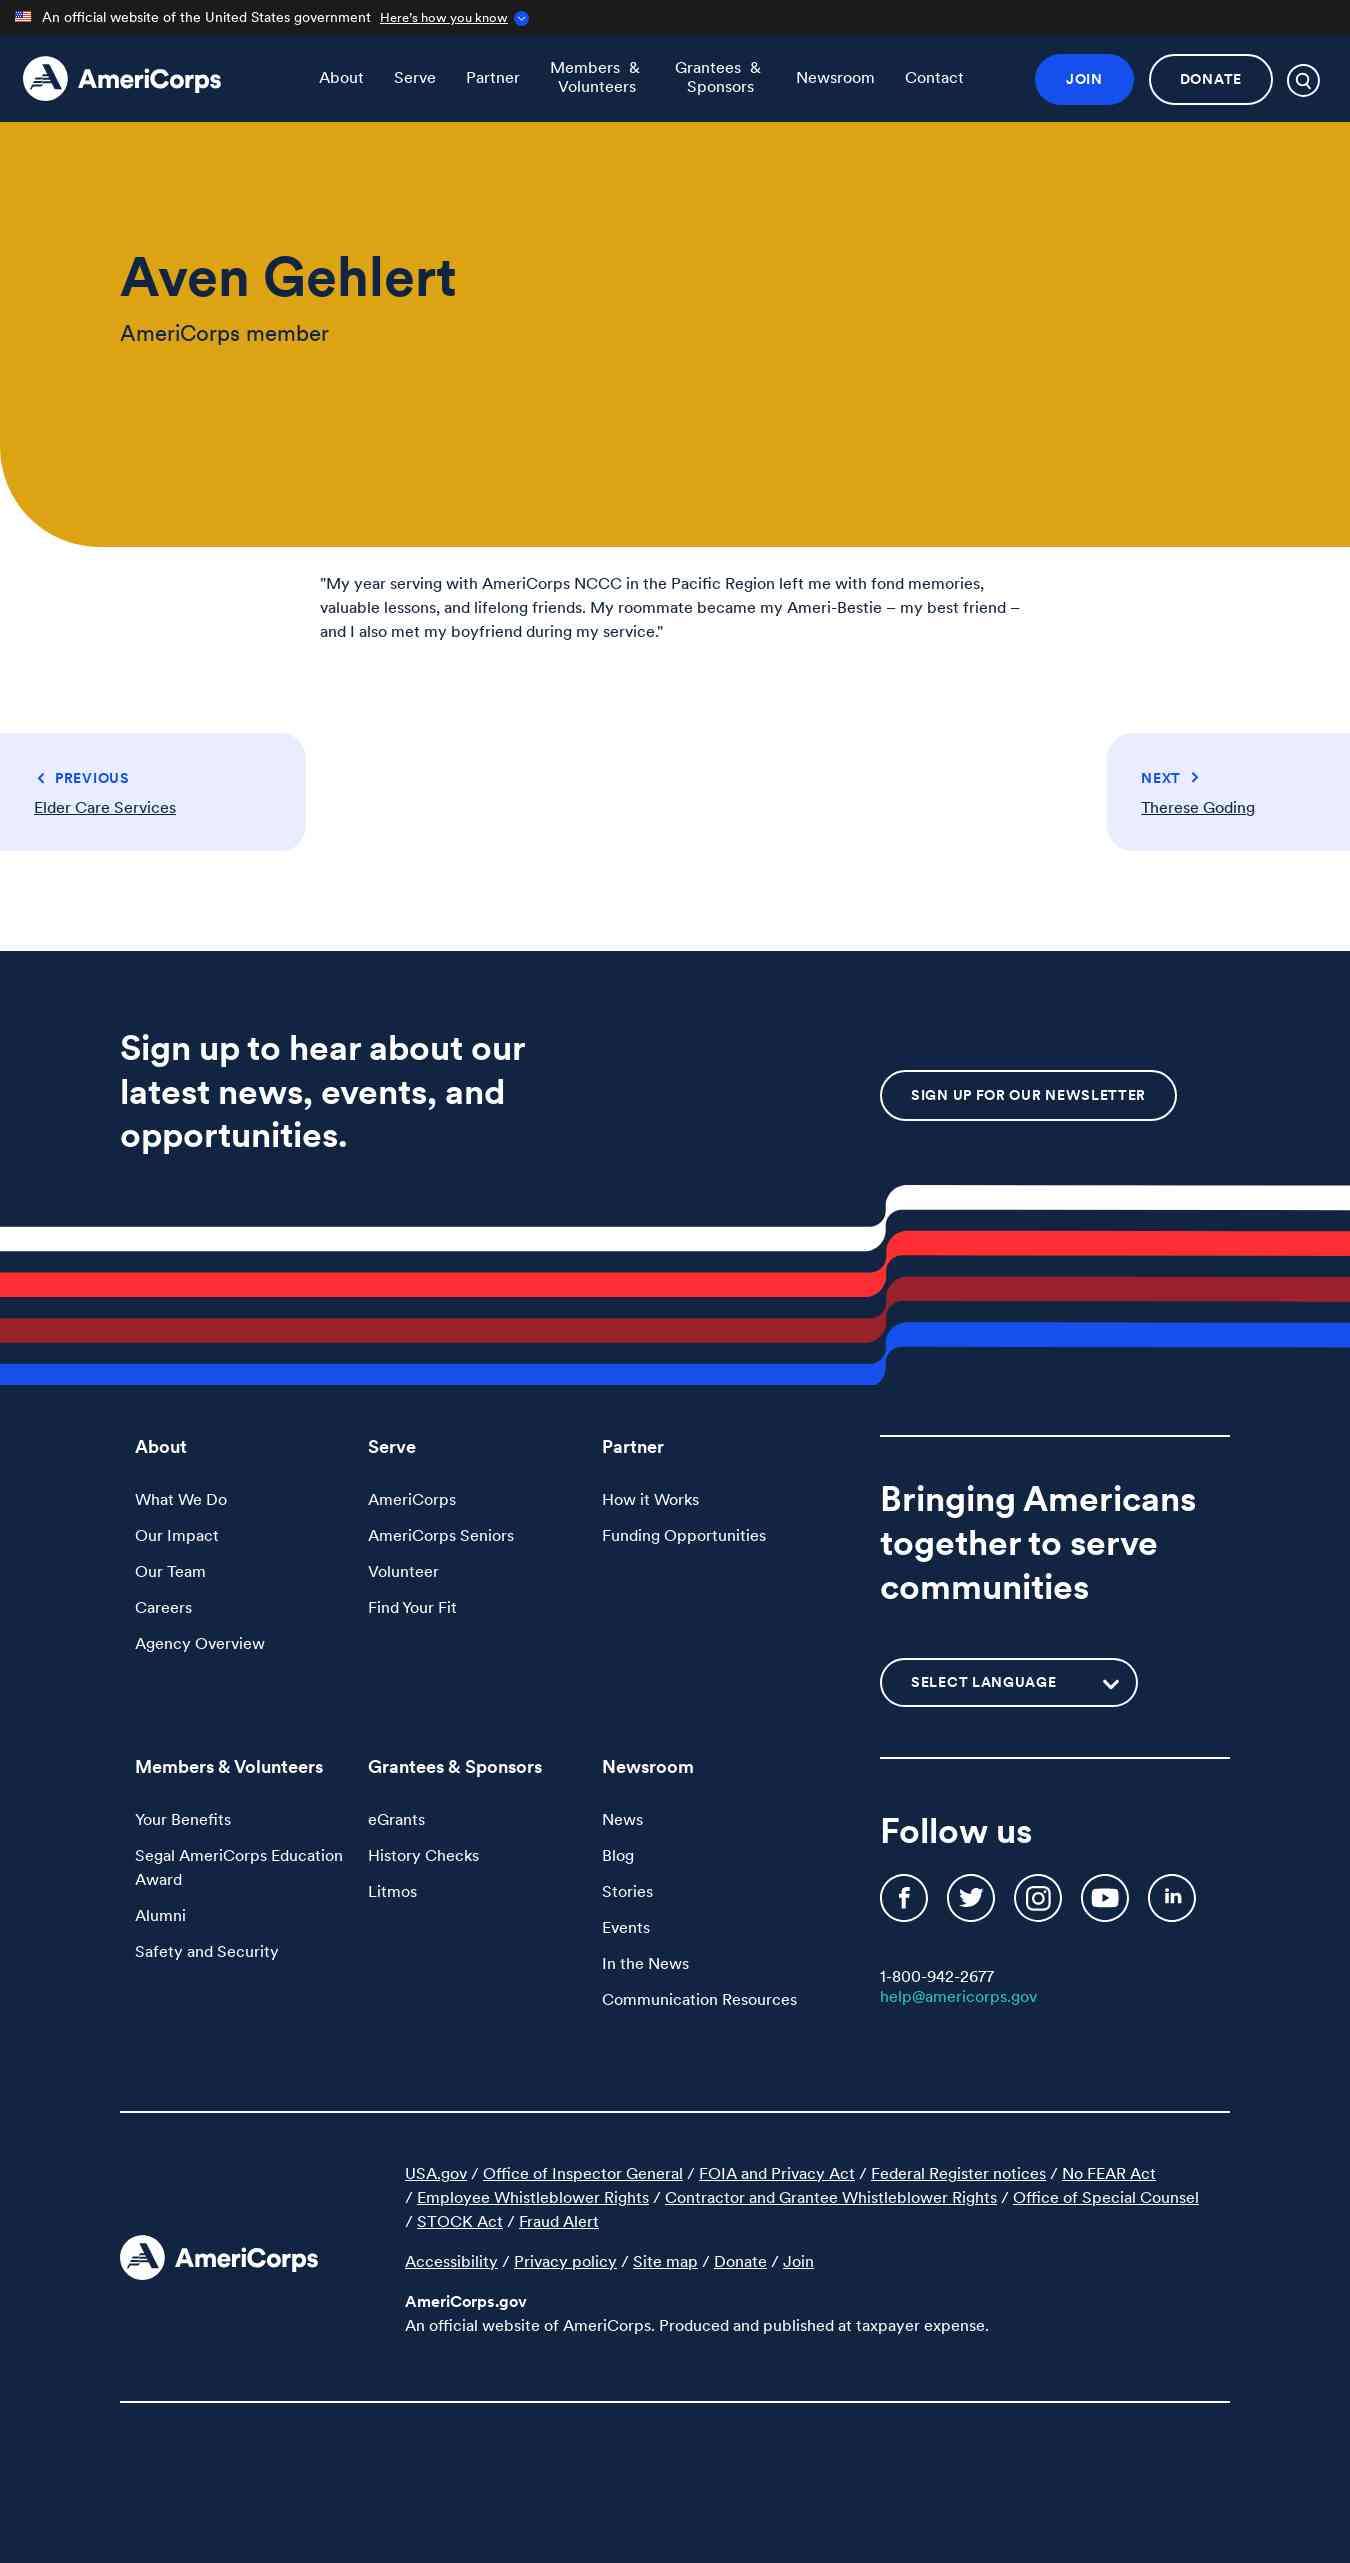 An official website of the United States government Here's how you know
AmeriCorps
About
Serve
Partner
Members & Volunteers
Grantees & Sponsors
Newsroom
Contact
JOIN
DONATE
Aven Gehlert
AmeriCorps member
"My year serving with AmeriCorps NCCC in the Pacific Region left me with fond memories,
valuable lessons, and lifelong friends. My roommate became my Ameri-Bestie – my best friend –
and I also met my boyfriend during my service."
PREVIOUS
Elder Care Services
NEXT
Therese Goding
Sign up to hear about our
latest news, events, and
opportunities.
SIGN UP FOR OUR NEWSLETTER
About
What We Do
Our Impact
Our Team
Careers
Agency Overview
Serve
AmeriCorps
AmeriCorps Seniors
Volunteer
Find Your Fit
Partner
How it Works
Funding Opportunities
Bringing Americans
together to serve
communities
SELECT LANGUAGE
Members & Volunteers
Your Benefits
Segal AmeriCorps Education
Award
Alumni
Safety and Security
Grantees & Sponsors
eGrants
History Checks
Litmos
Newsroom
News
Blog
Stories
Events
In the News
Communication Resources
Follow us
1-800-942-2677
help@americorps.gov
AmeriCorps
USA.gov / Office of Inspector General / FOIA and Privacy Act / Federal Register notices / No FEAR Act
/ Employee Whistleblower Rights / Contractor and Grantee Whistleblower Rights / Office of Special Counsel
/ STOCK Act / Fraud Alert
Accessibility / Privacy policy / Site map / Donate / Join
AmeriCorps.gov
An official website of AmeriCorps. Produced and published at taxpayer expense.